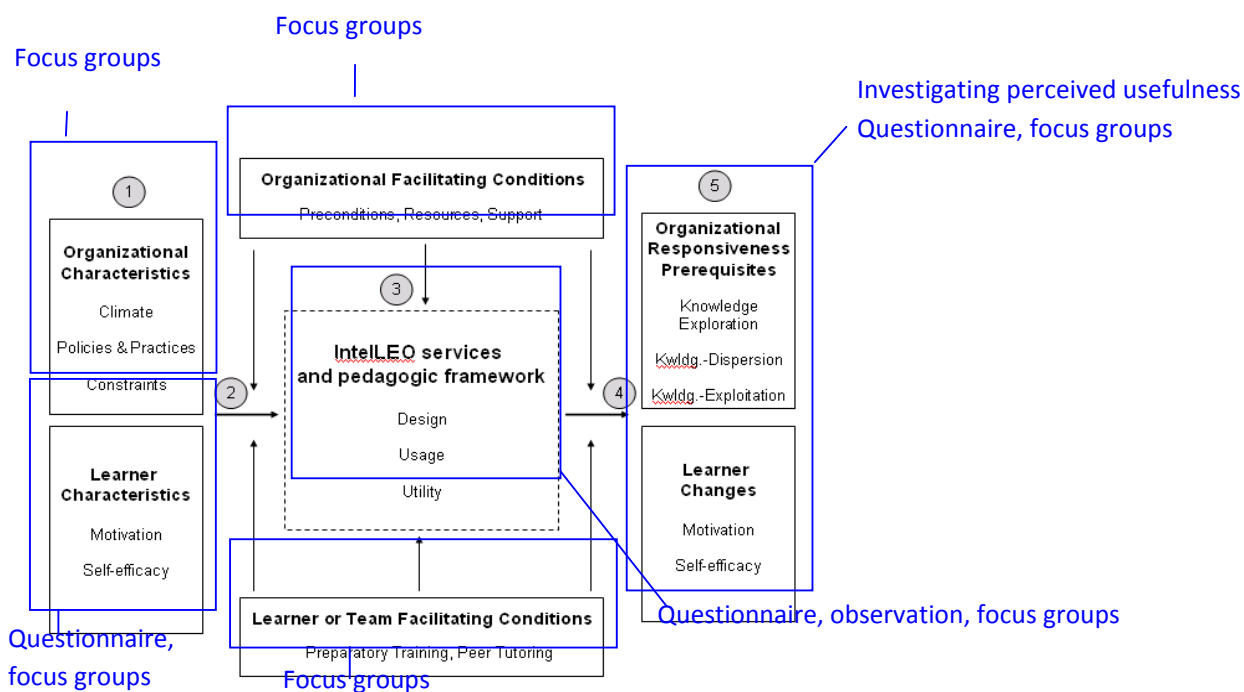 Focus groups
Focus groups
Investigating perceived usefulness
Questionnaire, focus groups
Organizational Facilitating Conditions
Preconditions, Resources, Support
1
Organizational
Characteristics
Climate
Policies & Practices
Constraints
2
Learner
Characteristics
Motivation
Self-efficacy
3
IntelLEO services
and pedagogic framework
Design
Usage
Utility
4
5
Organizational
Responsiveness
Prerequisites
Knowledge
Exploration
Kwldg.-Dispersion
Kwldg.-Exploitation
Learner
Changes
Motivation
Self-efficacy
Learner or Team Facilitating Conditions
Preparatory Training, Peer Tutoring
Questionnaire, observation, focus groups
Questionnaire,
focus groups
Focus groups